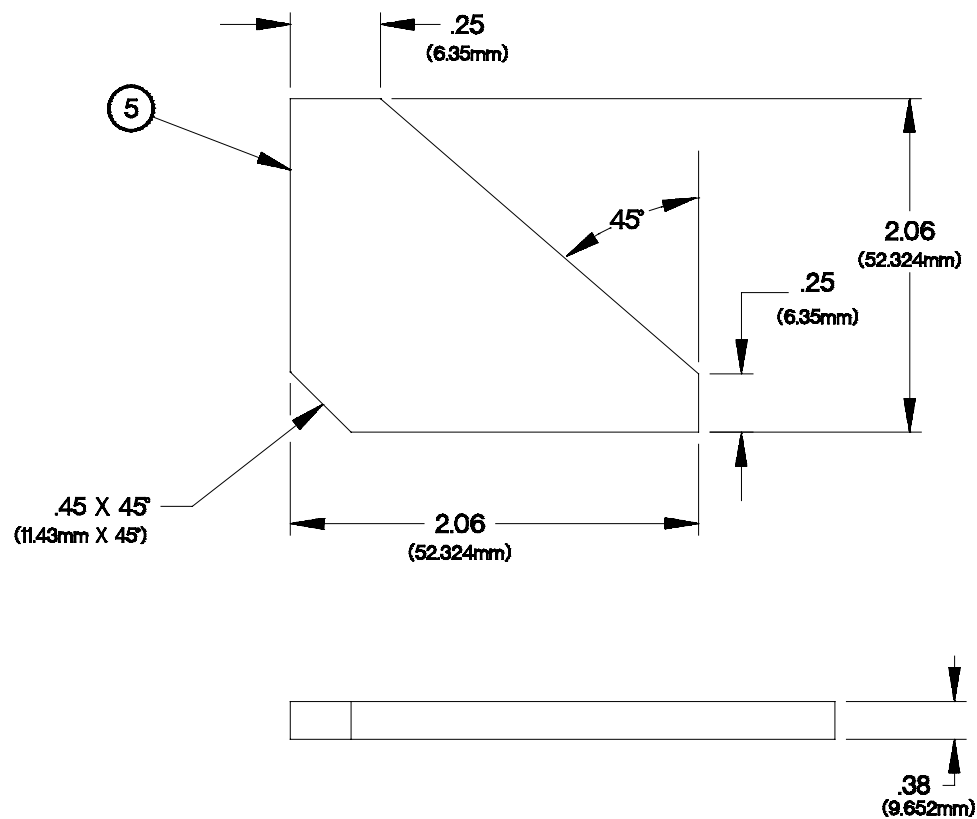 .25
(6.35mm)
5
45°
2.06
(52.324mm)
.25
(6.35mm)
.45 X 45°
(11.43mm X 45°)
2.06
(52.324mm)
.38
(9.652mm)